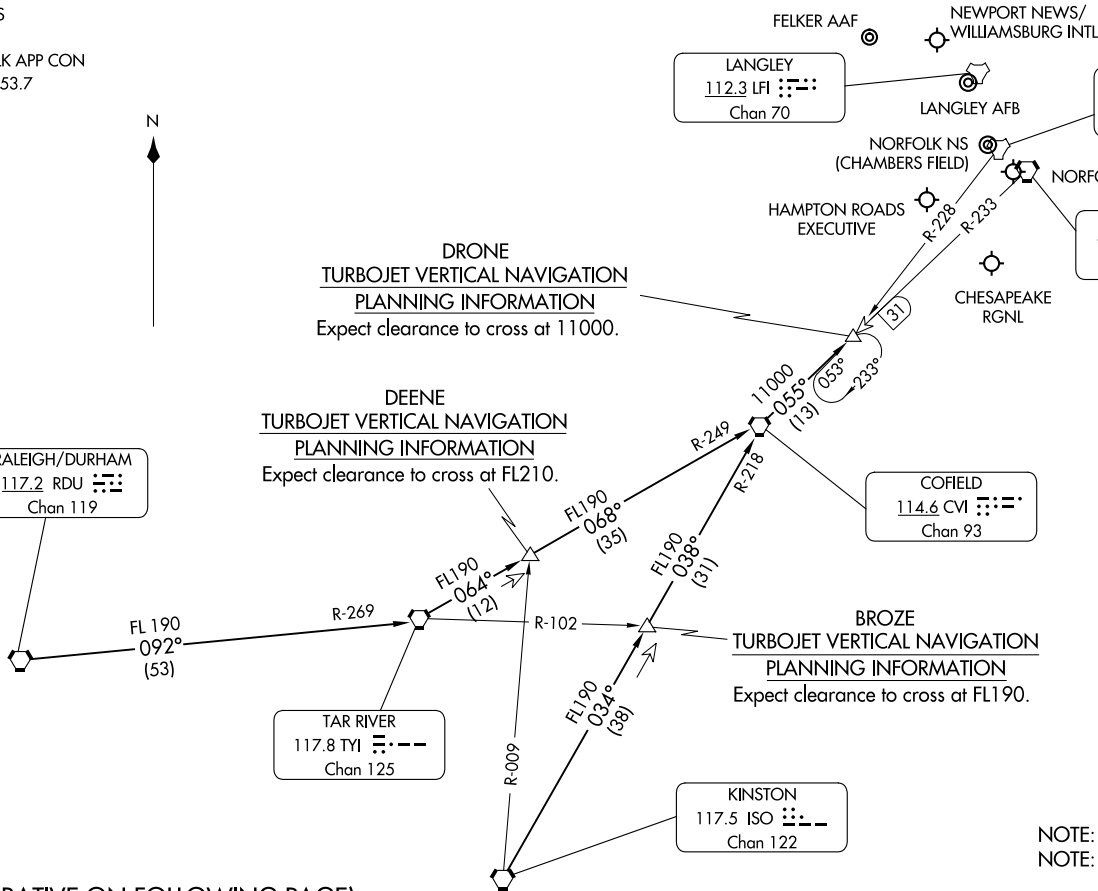 S
LK APP CON
53.7
N
FELKER AAF
NEWPORT NEWS/
WILLIAMSBURG INTL
LANGLEY
112.3 LFI
Chan 70
LANGLEY AFB
NORFOLK NS
(CHAMBERS FIELD)
NORFO
HAMPTON ROADS
EXECUTIVE
R-228
R-233
CHESAPEAKE
RGNL
31
DRONE
TURBOJET VERTICAL NAVIGATION
PLANNING INFORMATION
Expect clearance to cross at 11000.
053°
233°
11000
055°
(13)
DEENE
TURBOJET VERTICAL NAVIGATION
PLANNING INFORMATION
Expect clearance to cross at FL210.
R-249
R-218
RALEIGH/DURHAM
117.2 RDU
Chan 119
COFIELD
114.6 CVI
Chan 93
FL190
068°
(35)
FL190
038°
(31)
FL190
064°
(12)
FL 190
092°
(53)
R-269
R-102
BROZE
TURBOJET VERTICAL NAVIGATION
PLANNING INFORMATION
Expect clearance to cross at FL190.
FL190
034°
(38)
TAR RIVER
117.8 TYI
Chan 125
R-009
KINSTON
117.5 ISO
Chan 122
NOTE:
NOTE:
RATIVE ON FOLLOWING PAGE)